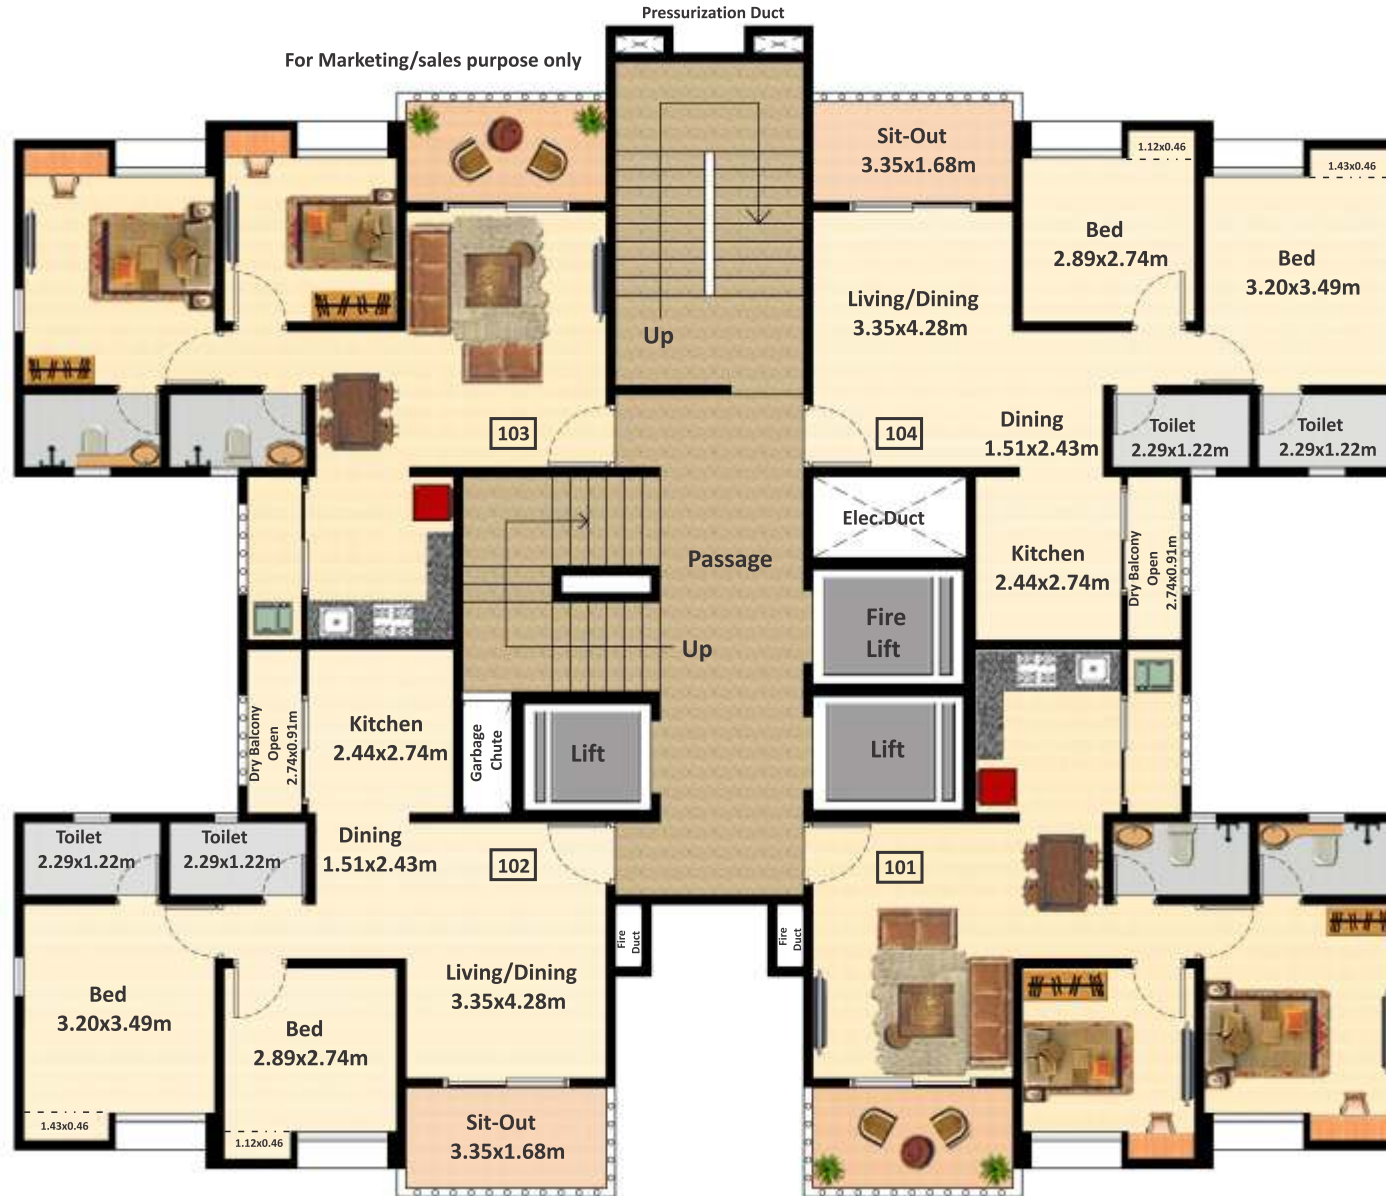 Pressurization Duct
For Marketing/sales purpose only
Sit-Out
3.35x1.68m
1.12x0.46
1.43x0.46
Bed
2.89x2.74m
Bed
3.20x3.49m
Living/Dining
3.35x4.28m
Up
103
104
Dining
1.51x2.43m
Toilet
2.29x1.22m
Toilet
2.29x1.22m
Elec.Duct
Passage
Kitchen
2.44x2.74m
Dry Balcony
Open
2.74x0.91m
Fire
Lift
Up
Dry Balcony
Open
2.74x0.91m
Kitchen
2.44x2.74m
Garbage
Chute
Lift
Lift
Toilet
2.29x1.22m
Toilet
2.29x1.22m
Dining
1.51x2.43m
102
101
Fire
Duct
Fire
Duct
Living/Dining
3.35x4.28m
Bed
3.20x3.49m
Bed
2.89x2.74m
1.43x0.46
1.12x0.46
Sit-Out
3.35x1.68m